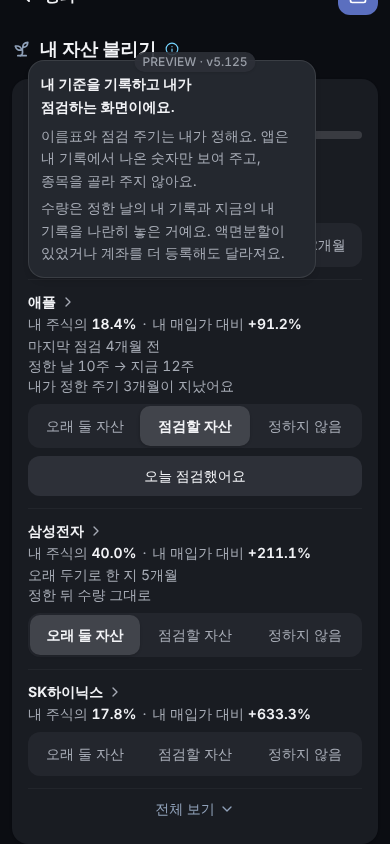 내 자산 불리기
PREVIEW · v5.125
내 기준을 기록하고 내가
점검하는 화면이에요.
이름표와 점검 주기는 내가 정해요. 앱은
내 기록에서 나온 숫자만 보여 주고,
종목을 골라 주지 않아요.
수량은 정한 날의 내 기록과 지금의 내
기록을 나란히 놓은 거예요. 액면분할이
있었거나 계좌를 더 등록해도 달라져요.
개월
애플
내 주식의 18.4% · 내 매입가 대비 +91.2%
마지막 점검 4개월 전
정한 날 10주 → 지금 12주
내가 정한 주기 3개월이 지났어요
오래 둘 자산 점검할 자산 정하지 않음
오늘 점검했어요
삼성전자
내 주식의 40.0% · 내 매입가 대비 +211.1%
오래 두기로 한 지 5개월
정한 뒤 수량 그대로
오래 둘 자산 점검할 자산 정하지 않음
SK하이닉스
내 주식의 17.8% · 내 매입가 대비 +633.3%
오래 둘 자산 점검할 자산 정하지 않음
전체 보기